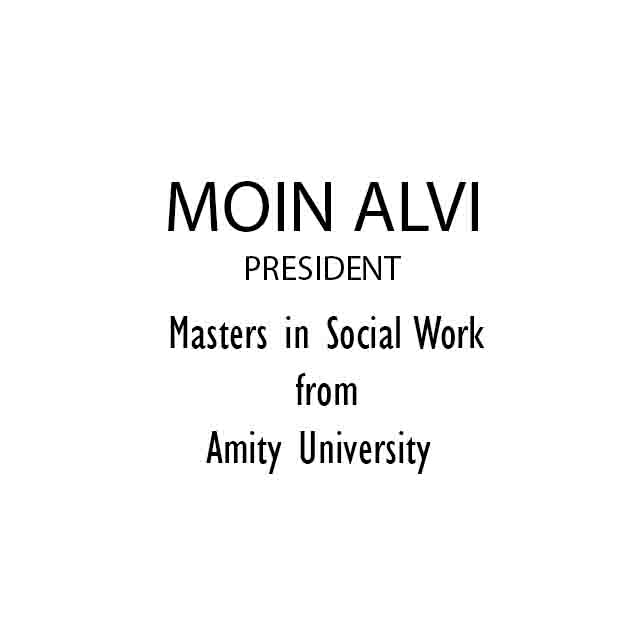 MOIN ALVI
PRESIDENT
Masters in Social Work
from
Amity University